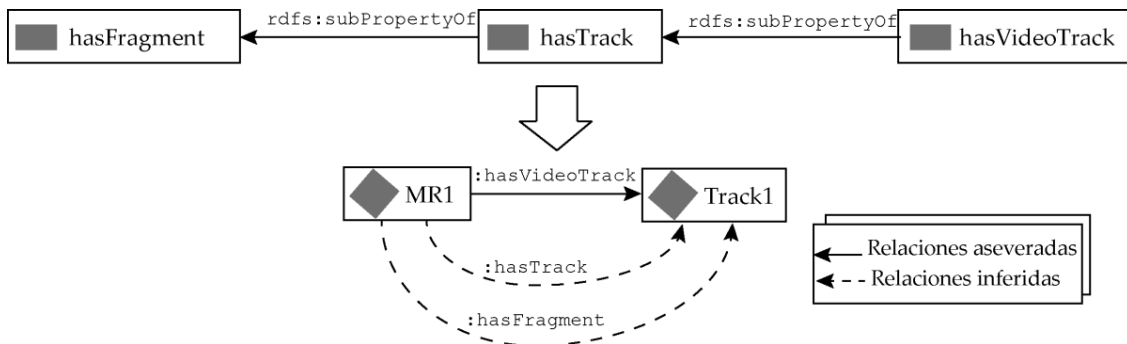 rdfs:subPropertyOf
rdfs:subPropertyOf
hasFragment
hasTrack
hasVideoTrack
:hasVideoTrack
MR1
Track1
:hasTrack
:hasFragment
Relaciones aseveradas
Relaciones inferidas